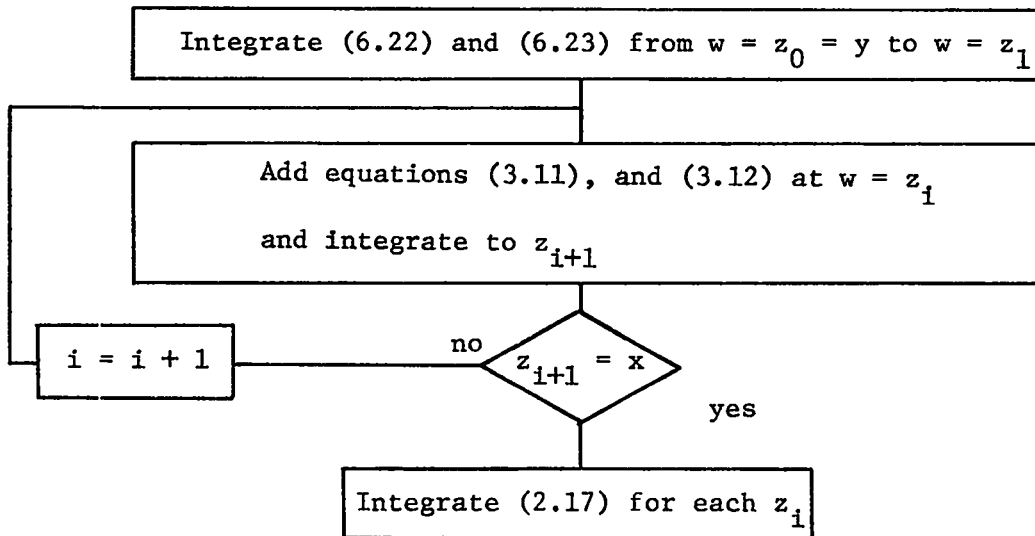 Integrate (6.22) and (6.23) from w = z₀ = y to w = z₁
Add equations (3.11), and (3.12) at w = zᵢ
and integrate to zᵢ₊₁
i = i + 1
no
zᵢ₊₁ = x
yes
Integrate (2.17) for each zᵢ